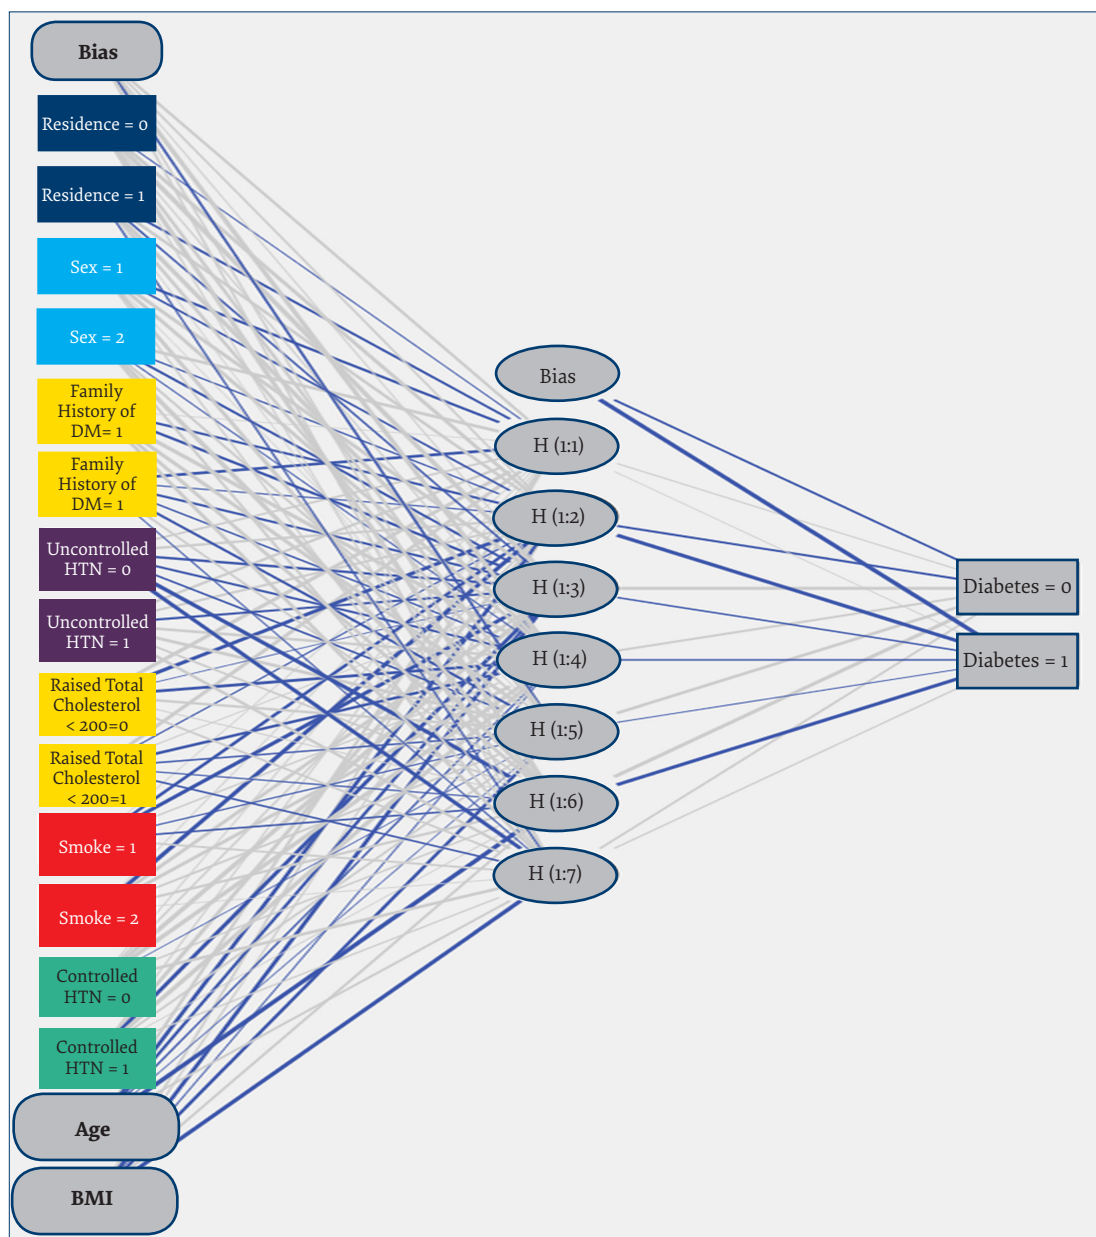 Bias
Residence = 0
Residence = 1
Sex = 1
Sex = 2
Family
History of
DM= 1
Family
History of
DM= 1
Uncontrolled
HTN = 0
Uncontrolled
HTN = 1
Raised Total
Cholesterol
< 200=0
Raised Total
Cholesterol
< 200=1
Smoke = 1
Smoke = 2
Controlled
HTN = 0
Controlled
HTN = 1
Age
BMI
Bias
H (1:1)
H (1:2)
H (1:3)
H (1:4)
H (1:5)
H (1:6)
H (1:7)
Diabetes = 0
Diabetes = 1